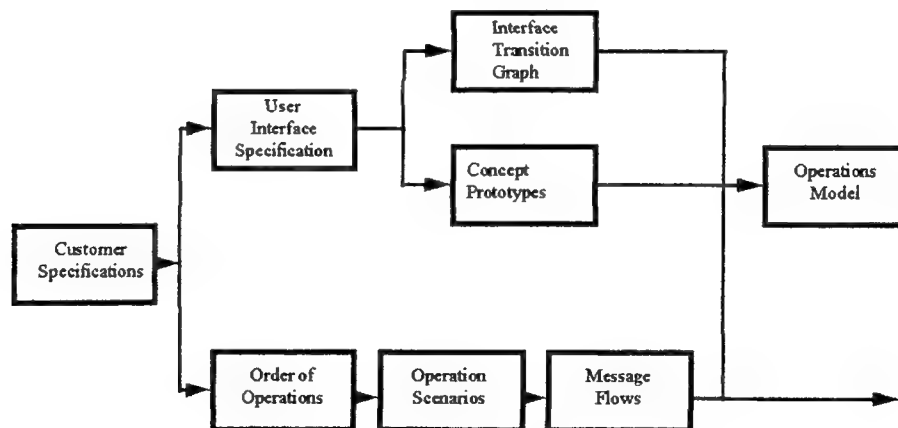 Interface
Transition
Graph
User
Interface
Specification
Concept
Prototypes
Operations
Model
Customer
Specifications
Order of
Operations
Operation
Scenarios
Message
Flows